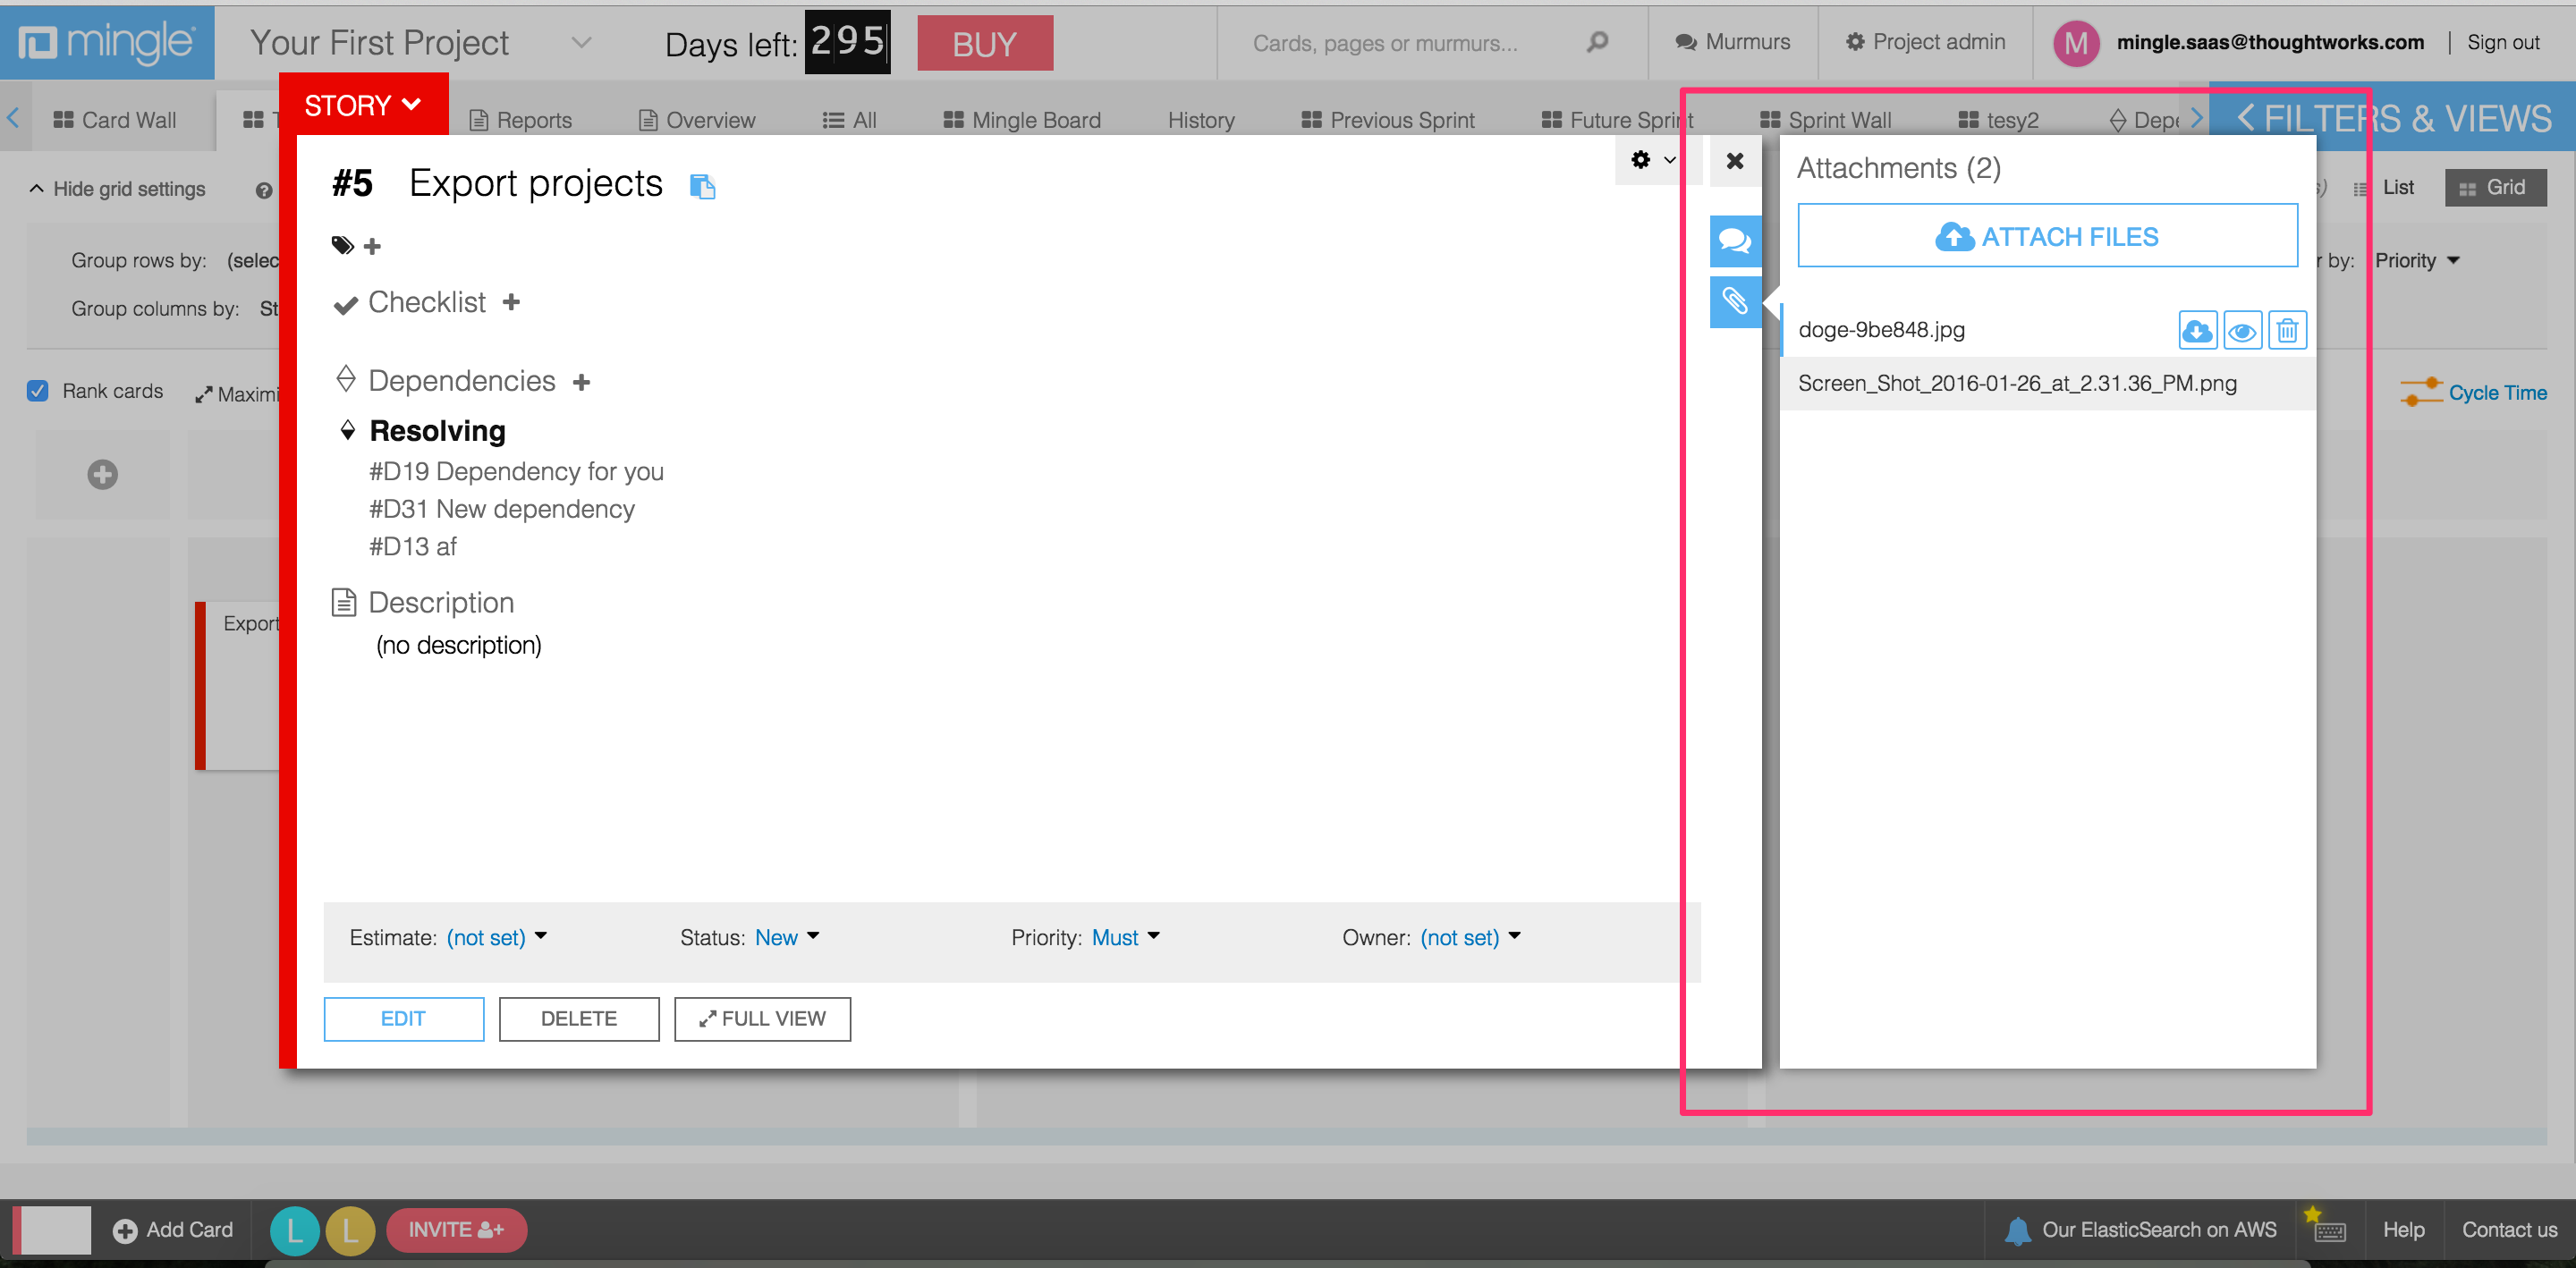 mingle
Your First Project
Days left: 295
BUY
Cards, pages or murmurs...
Murmurs
Project admin
M
mingle.saas@thoughtworks.com
Sign out
Card Wall
STORY
Reports
Overview
All
Mingle Board
History
Previous Sprint
Future Sprint
Sprint Wall
tesy2
Depe
FILTERS & VIEWS
Hide grid settings
?
List
Grid
Group rows by: (selec
r by: Priority
Group columns by: St
Rank cards
Maximi
Cycle Time
Export
#5 Export projects
Checklist
Dependencies
Resolving
#D19 Dependency for you
#D31 New dependency
#D13 af
Description
(no description)
Estimate: (not set)
Status: New
Priority: Must
Owner: (not set)
EDIT
DELETE
FULL VIEW
Attachments (2)
ATTACH FILES
doge-9be848.jpg
Screen_Shot_2016-01-26_at_2.31.36_PM.png
Add Card
L
L
INVITE
Our ElasticSearch on AWS
Help
Contact us